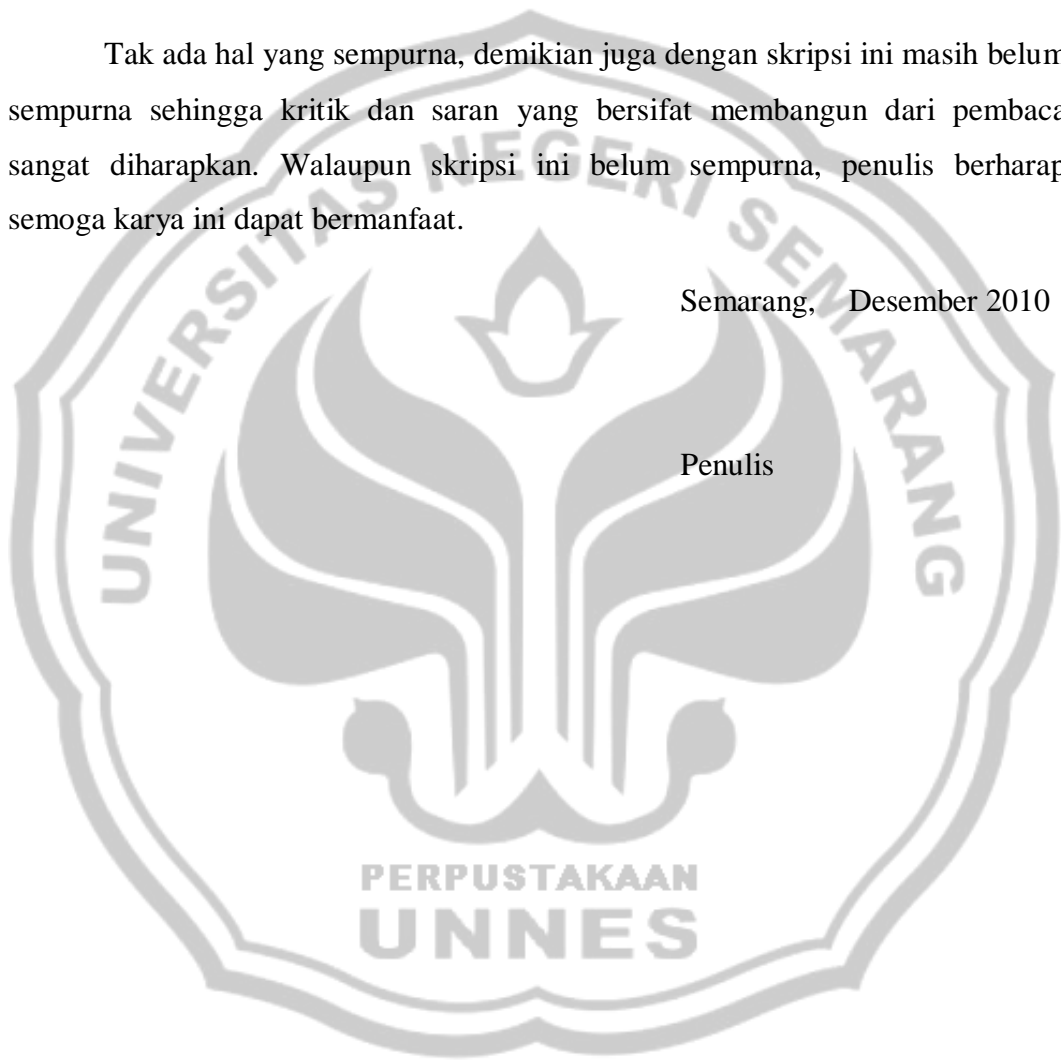 Tak ada hal yang sempurna, demikian juga dengan skripsi ini masih belum
sempurna sehingga kritik dan saran yang bersifat membangun dari pembaca
sangat diharapkan. Walaupun skripsi ini belum sempurna, penulis berharap
semoga karya ini dapat bermanfaat.
Semarang, Desember 2010
Penulis
UNIVERSITAS NEGERI SEMARANG
PERPUSTAKAAN
UNNES